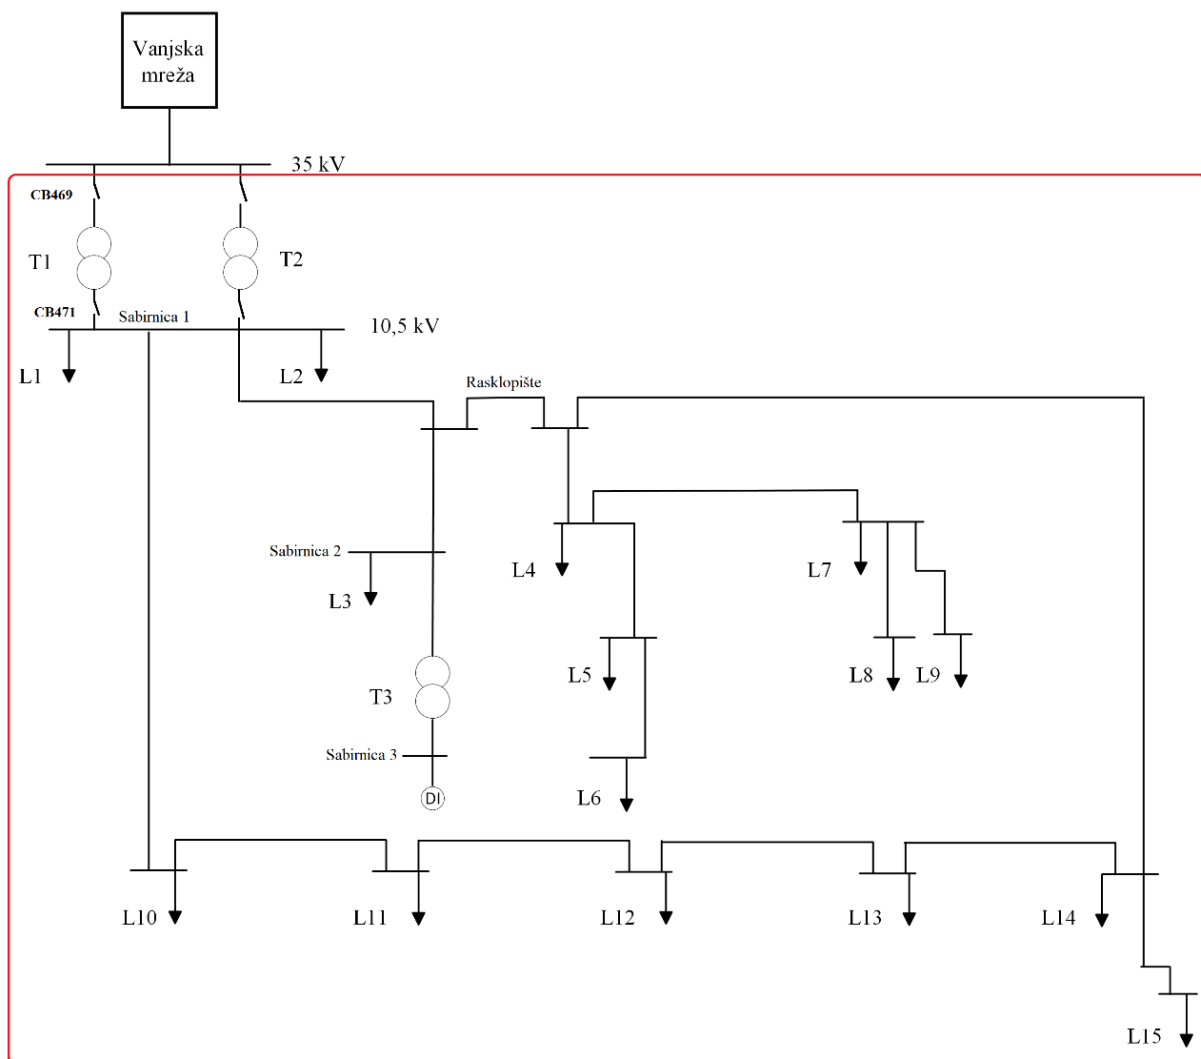 Vanjska
mreža
35 kV
CB469
T1
T2
CB471
Sabirnica 1
10,5 kV
L1
L2
Rasklopište
Sabirnica 2
L3
L4
L7
L5
L8
L9
T3
Sabirnica 3
DI
L6
L10
L11
L12
L13
L14
L15